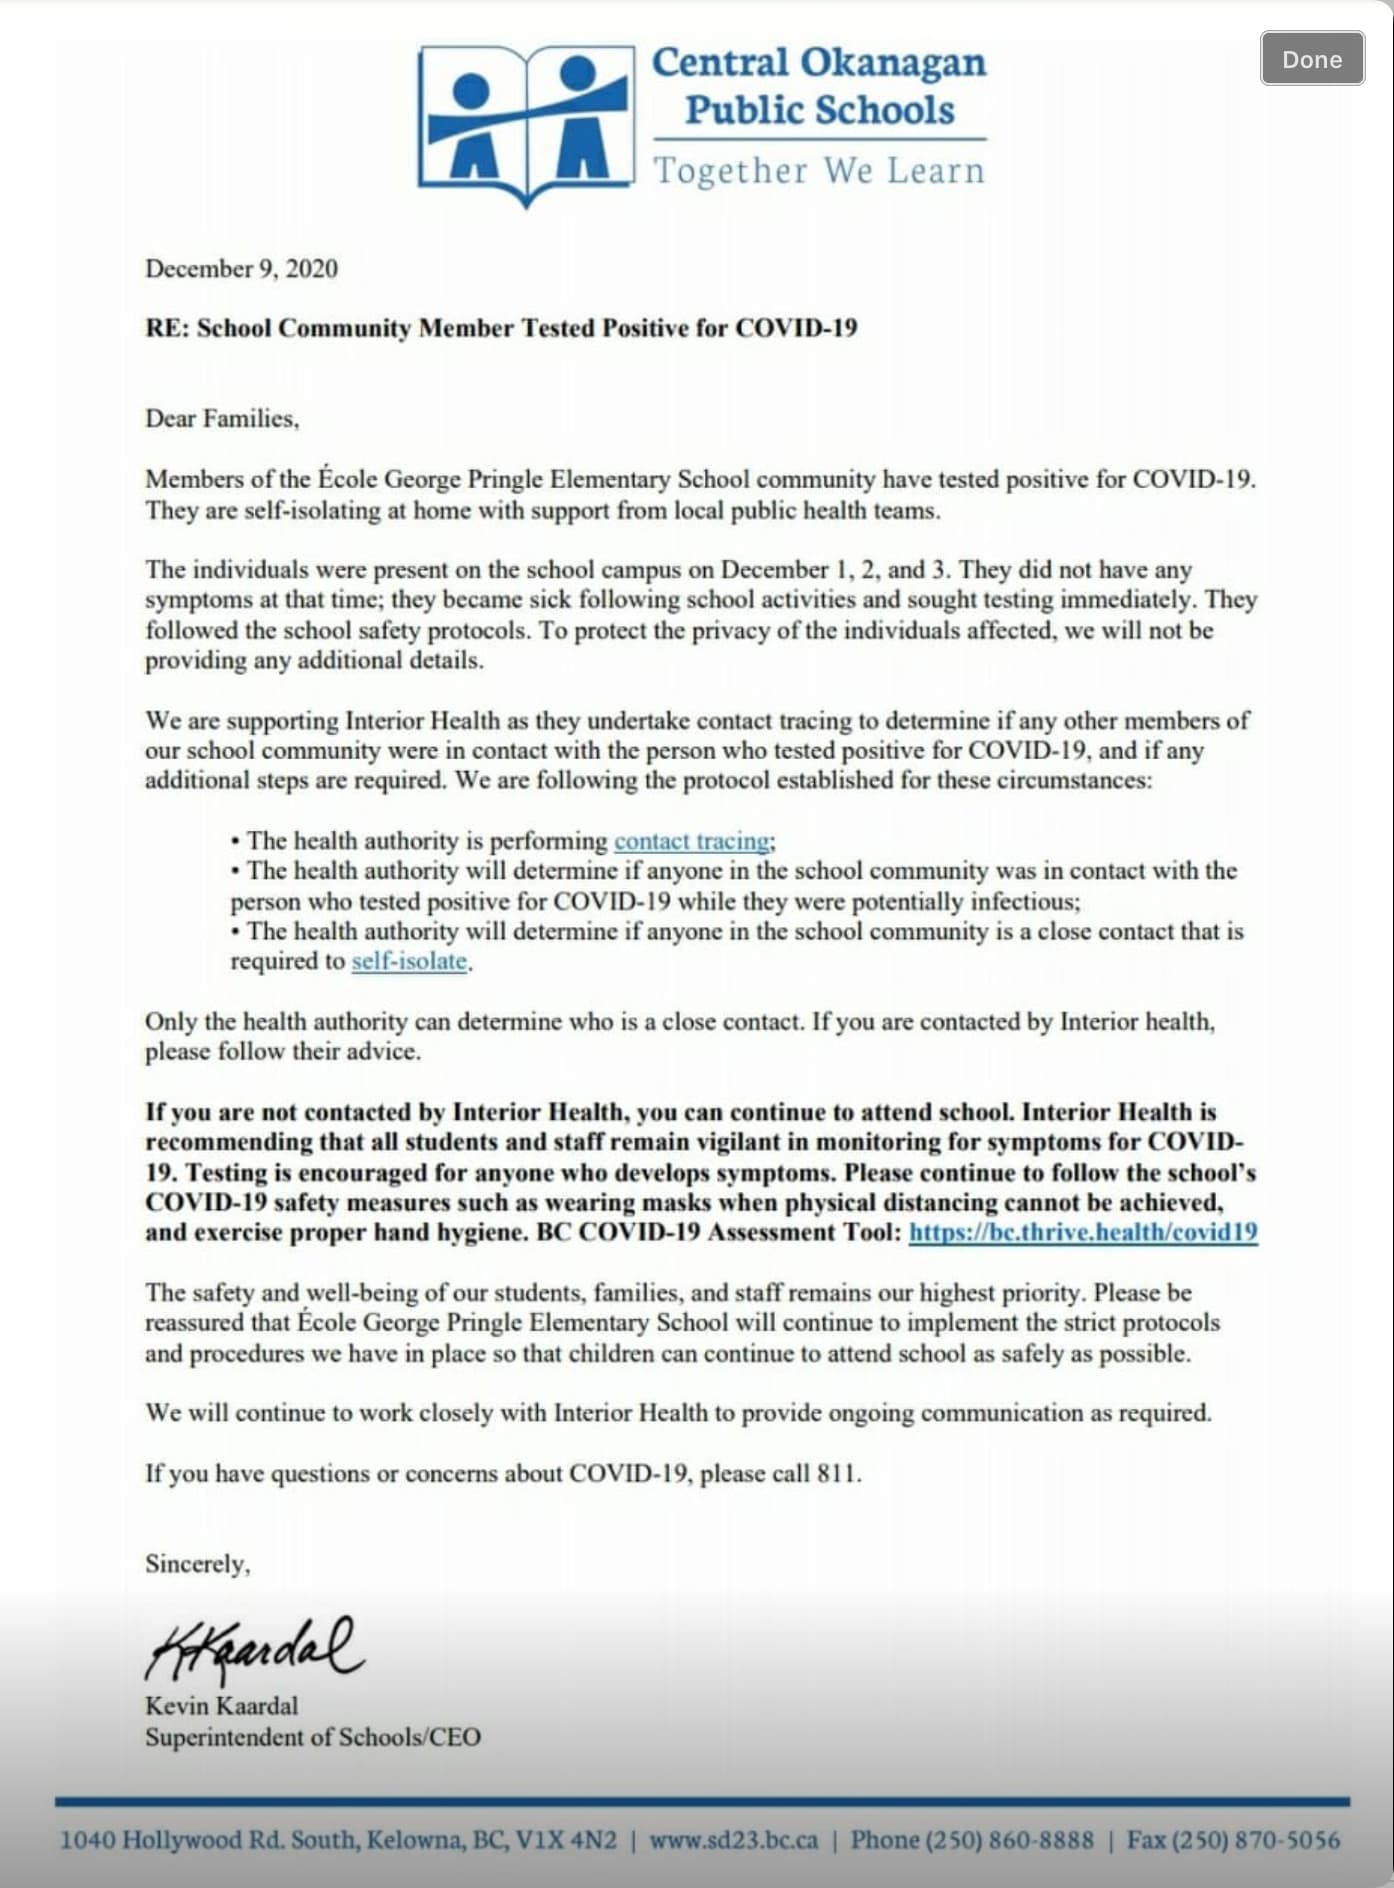 Central Okanagan
Public Schools
Together We Learn
Done
December 9, 2020
RE: School Community Member Tested Positive for COVID-19
Dear Families,
Members of the École George Pringle Elementary School community have tested positive for COVID-19.
They are self-isolating at home with support from local public health teams.
The individuals were present on the school campus on December 1, 2, and 3. They did not have any
symptoms at that time; they became sick following school activities and sought testing immediately. They
followed the school safety protocols. To protect the privacy of the individuals affected, we will not be
providing any additional details.
We are supporting Interior Health as they undertake contact tracing to determine if any other members of
our school community were in contact with the person who tested positive for COVID-19, and if any
additional steps are required. We are following the protocol established for these circumstances:
• The health authority is performing contact tracing;
• The health authority will determine if anyone in the school community was in contact with the
person who tested positive for COVID-19 while they were potentially infectious;
• The health authority will determine if anyone in the school community is a close contact that is
required to self-isolate.
Only the health authority can determine who is a close contact. If you are contacted by Interior health,
please follow their advice.
If you are not contacted by Interior Health, you can continue to attend school. Interior Health is
recommending that all students and staff remain vigilant in monitoring for symptoms for COVID-
19. Testing is encouraged for anyone who develops symptoms. Please continue to follow the school's
COVID-19 safety measures such as wearing masks when physical distancing cannot be achieved,
and exercise proper hand hygiene. BC COVID-19 Assessment Tool: https://bc.thrive.health/covid19
The safety and well-being of our students, families, and staff remains our highest priority. Please be
reassured that École George Pringle Elementary School will continue to implement the strict protocols
and procedures we have in place so that children can continue to attend school as safely as possible.
We will continue to work closely with Interior Health to provide ongoing communication as required.
If you have questions or concerns about COVID-19, please call 811.
Sincerely,
KKaardal
Kevin Kaardal
Superintendent of Schools/CEO
1040 Hollywood Rd. South, Kelowna, BC, V1X 4N2 | www.sd23.bc.ca | Phone (250) 860-8888 | Fax (250) 870-5056